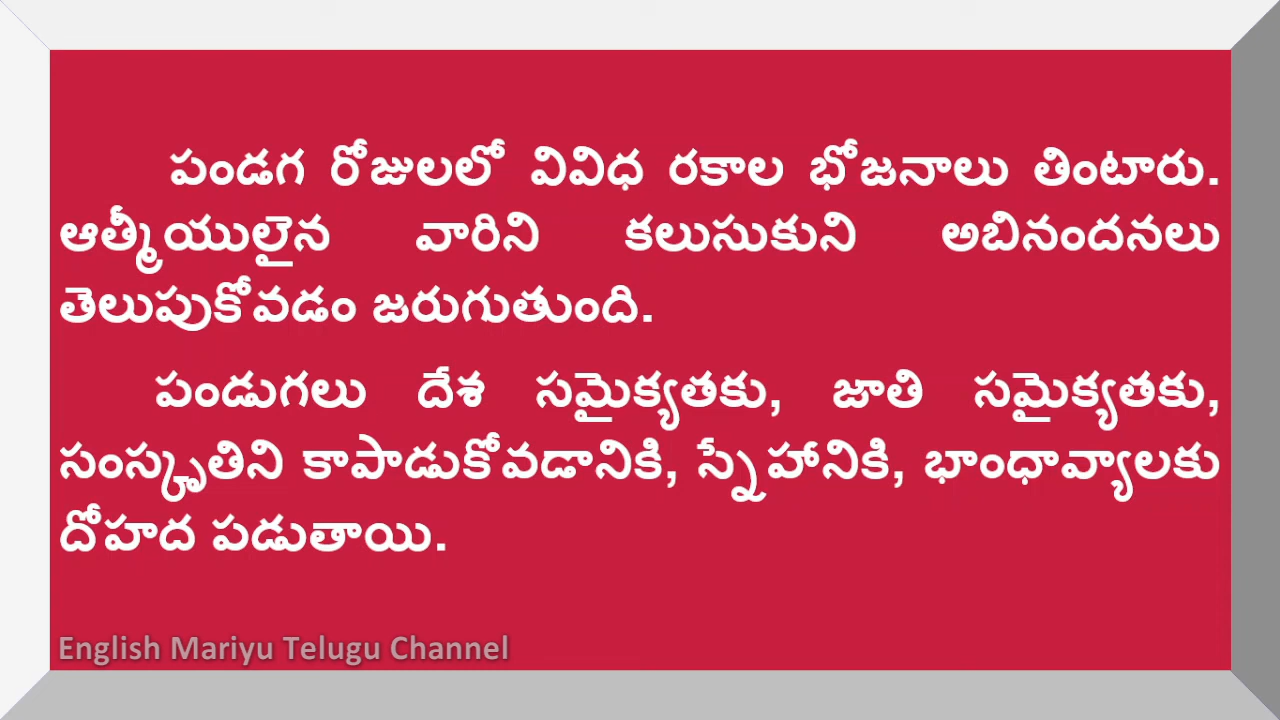 పండగ రోజులలో వివిధ రకాల భోజనాలు తింటారు.
ఆత్మీయులైన వారిని కలుసుకుని అబినందనలు
తెలుపుకోవడం జరుగుతుంది.
పండుగలు దేశ సమైక్యతకు, జాతి సమైక్యతకు,
సంస్కృతిని కాపాడుకోవడానికి, స్నేహానికి, భాంధావ్యాలకు
దోహద పడుతాయి.
English Mariyu Telugu Channel